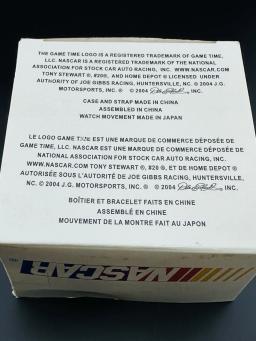 THE GAME TIME LOGO IS A REGISTERED TRADEMARK OF GAME TIME,
LLC. NASCAR IS A REGISTERED TRADEMARK OF THE NATIONAL
ASSOCIATION FOR STOCK CAR AUTO RACING, INC. WWW.NASCAR.COM
TONY STEWART ®, #20®, AND HOME DEPOT ® LICENSED UNDER
AUTHORITY OF JOE GIBBS RACING, HUNTERSVILLE, NC. © 2004 J.G.
MOTORSPORTS, INC. ® © 2004 INC.
CASE AND STRAP MADE IN CHINA
ASSEMBLED IN CHINA
WATCH MOVEMENT MADE IN JAPAN
LE LOGO GAME TIME EST UNE MARQUE DE COMMERCE DÉPOSÉE DE
GAME TIME, LLC. NASCAR EST UNE MARQUE DE COMMERCE DÉPOSÉE DE
NATIONAL ASSOCIATION FOR STOCK CAR AUTO RACING, INC.
WWW.NASCAR.COM TONY STEWART ®, #20 ®, ET DE HOME DEPOT ®
AUTORISÉE SOUS L'AUTORITÉ DE JOE GIBBS RACING, HUNTERSVILLE,
NC. © 2004 J.G. MOTORSPORTS, INC. ® © 2004 INC.
BOÎTIER ET BRACELET FAITS EN CHINE
ASSEMBLÉ EN CHINE
MOUVEMENT DE LA MONTRE FAIT AU JAPON
NASCAR